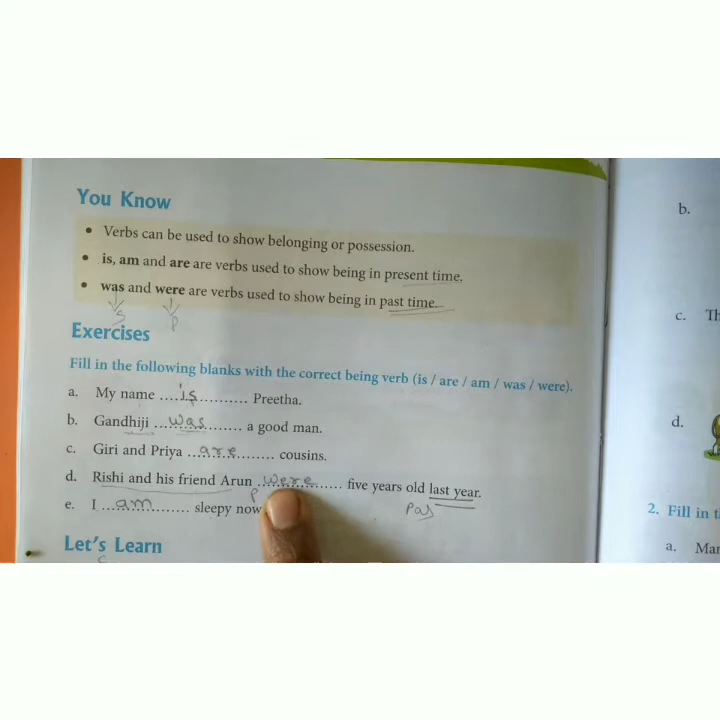 You Know
• Verbs can be used to show belonging or possession.
• is, am and are are verbs used to show being in present time.
• was and were are verbs used to show being in past time.
s p
Exercises
Fill in the following blanks with the correct being verb (is / are / am / was / were).
a. My name ....is.......... Preetha.
b. Gandhiji ...was......... a good man.
c. Giri and Priya ...are......... cousins.
d. Rishi and his friend Arun ..were...... five years old last year.
p pas
e. I ...am......... sleepy now
Let's Learn
b.
c. Th
d.
2. Fill in t
a. Mar